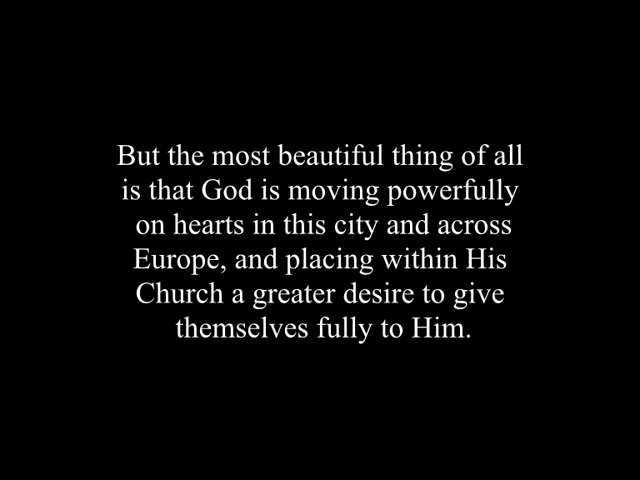 But the most beautiful thing of all
is that God is moving powerfully
on hearts in this city and across
Europe, and placing within His
Church a greater desire to give
themselves fully to Him.